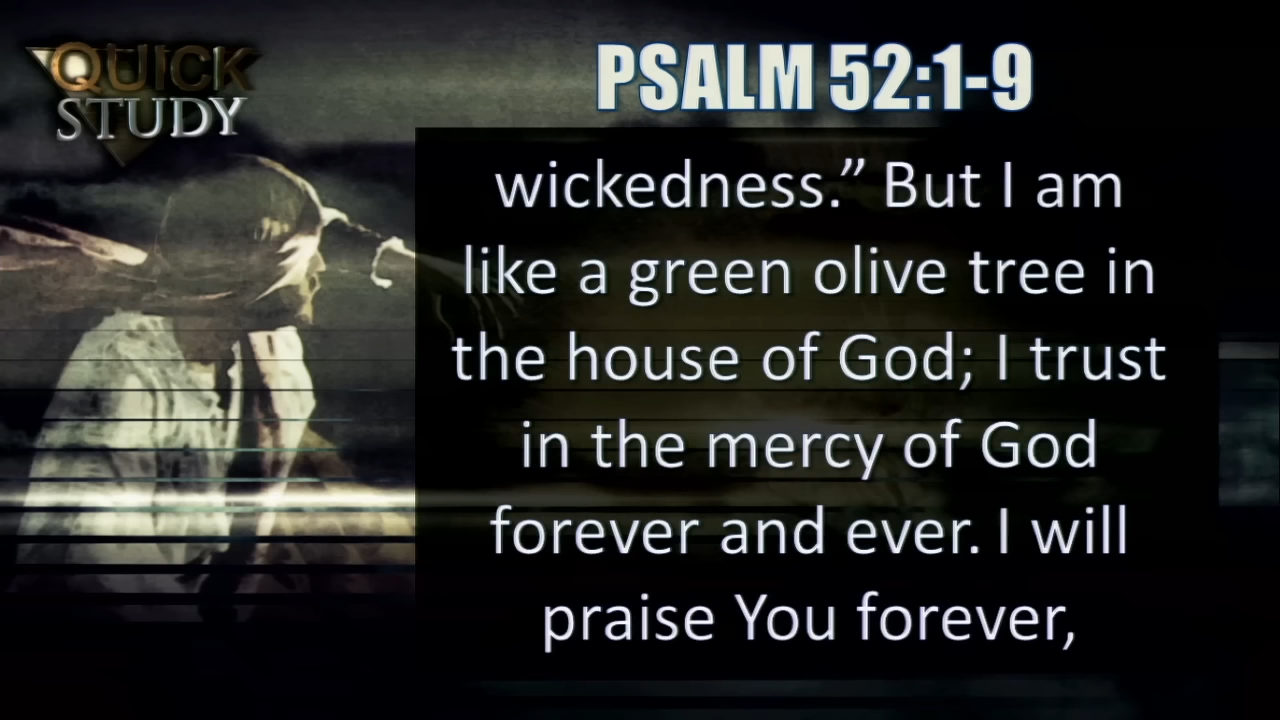 QUICK
STUDY
PSALM 52:1-9
wickedness.” But I am
like a green olive tree in
the house of God; I trust
in the mercy of God
forever and ever. I will
praise You forever,